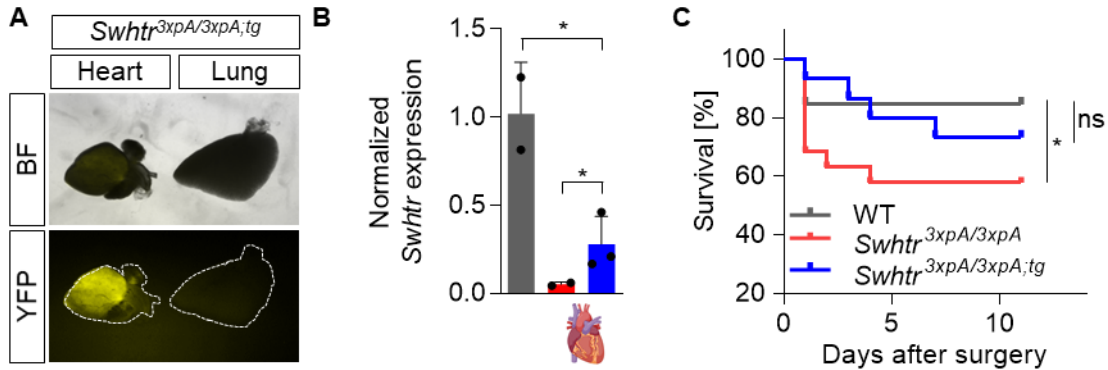 A
Swhtr3xpA/3xpA;tg
Heart
Lung
BF
YFP
B
Normalized
Swhtr expression
1.5
1.0
0.5
0.0
*
*
C
Survival [%]
100
80
60
40
20
0
5
10
Days after surgery
WT
Swhtr3xpA/3xpA
Swhtr3xpA/3xpA;tg
*
ns